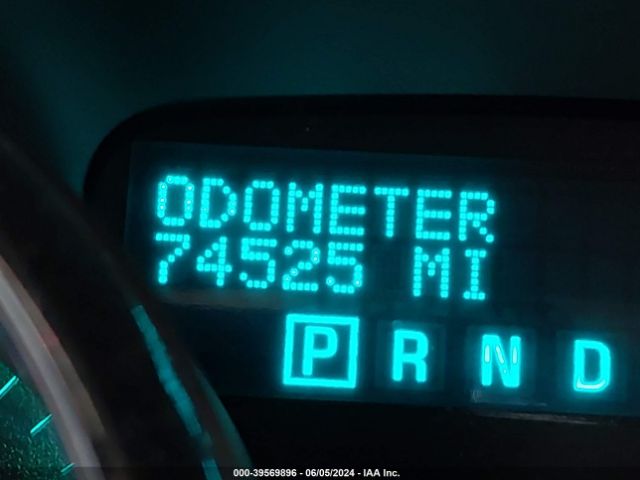 ODOMETER
74525 MI
P R N D
000-39569896 - 06/05/2024 - IAA Inc.